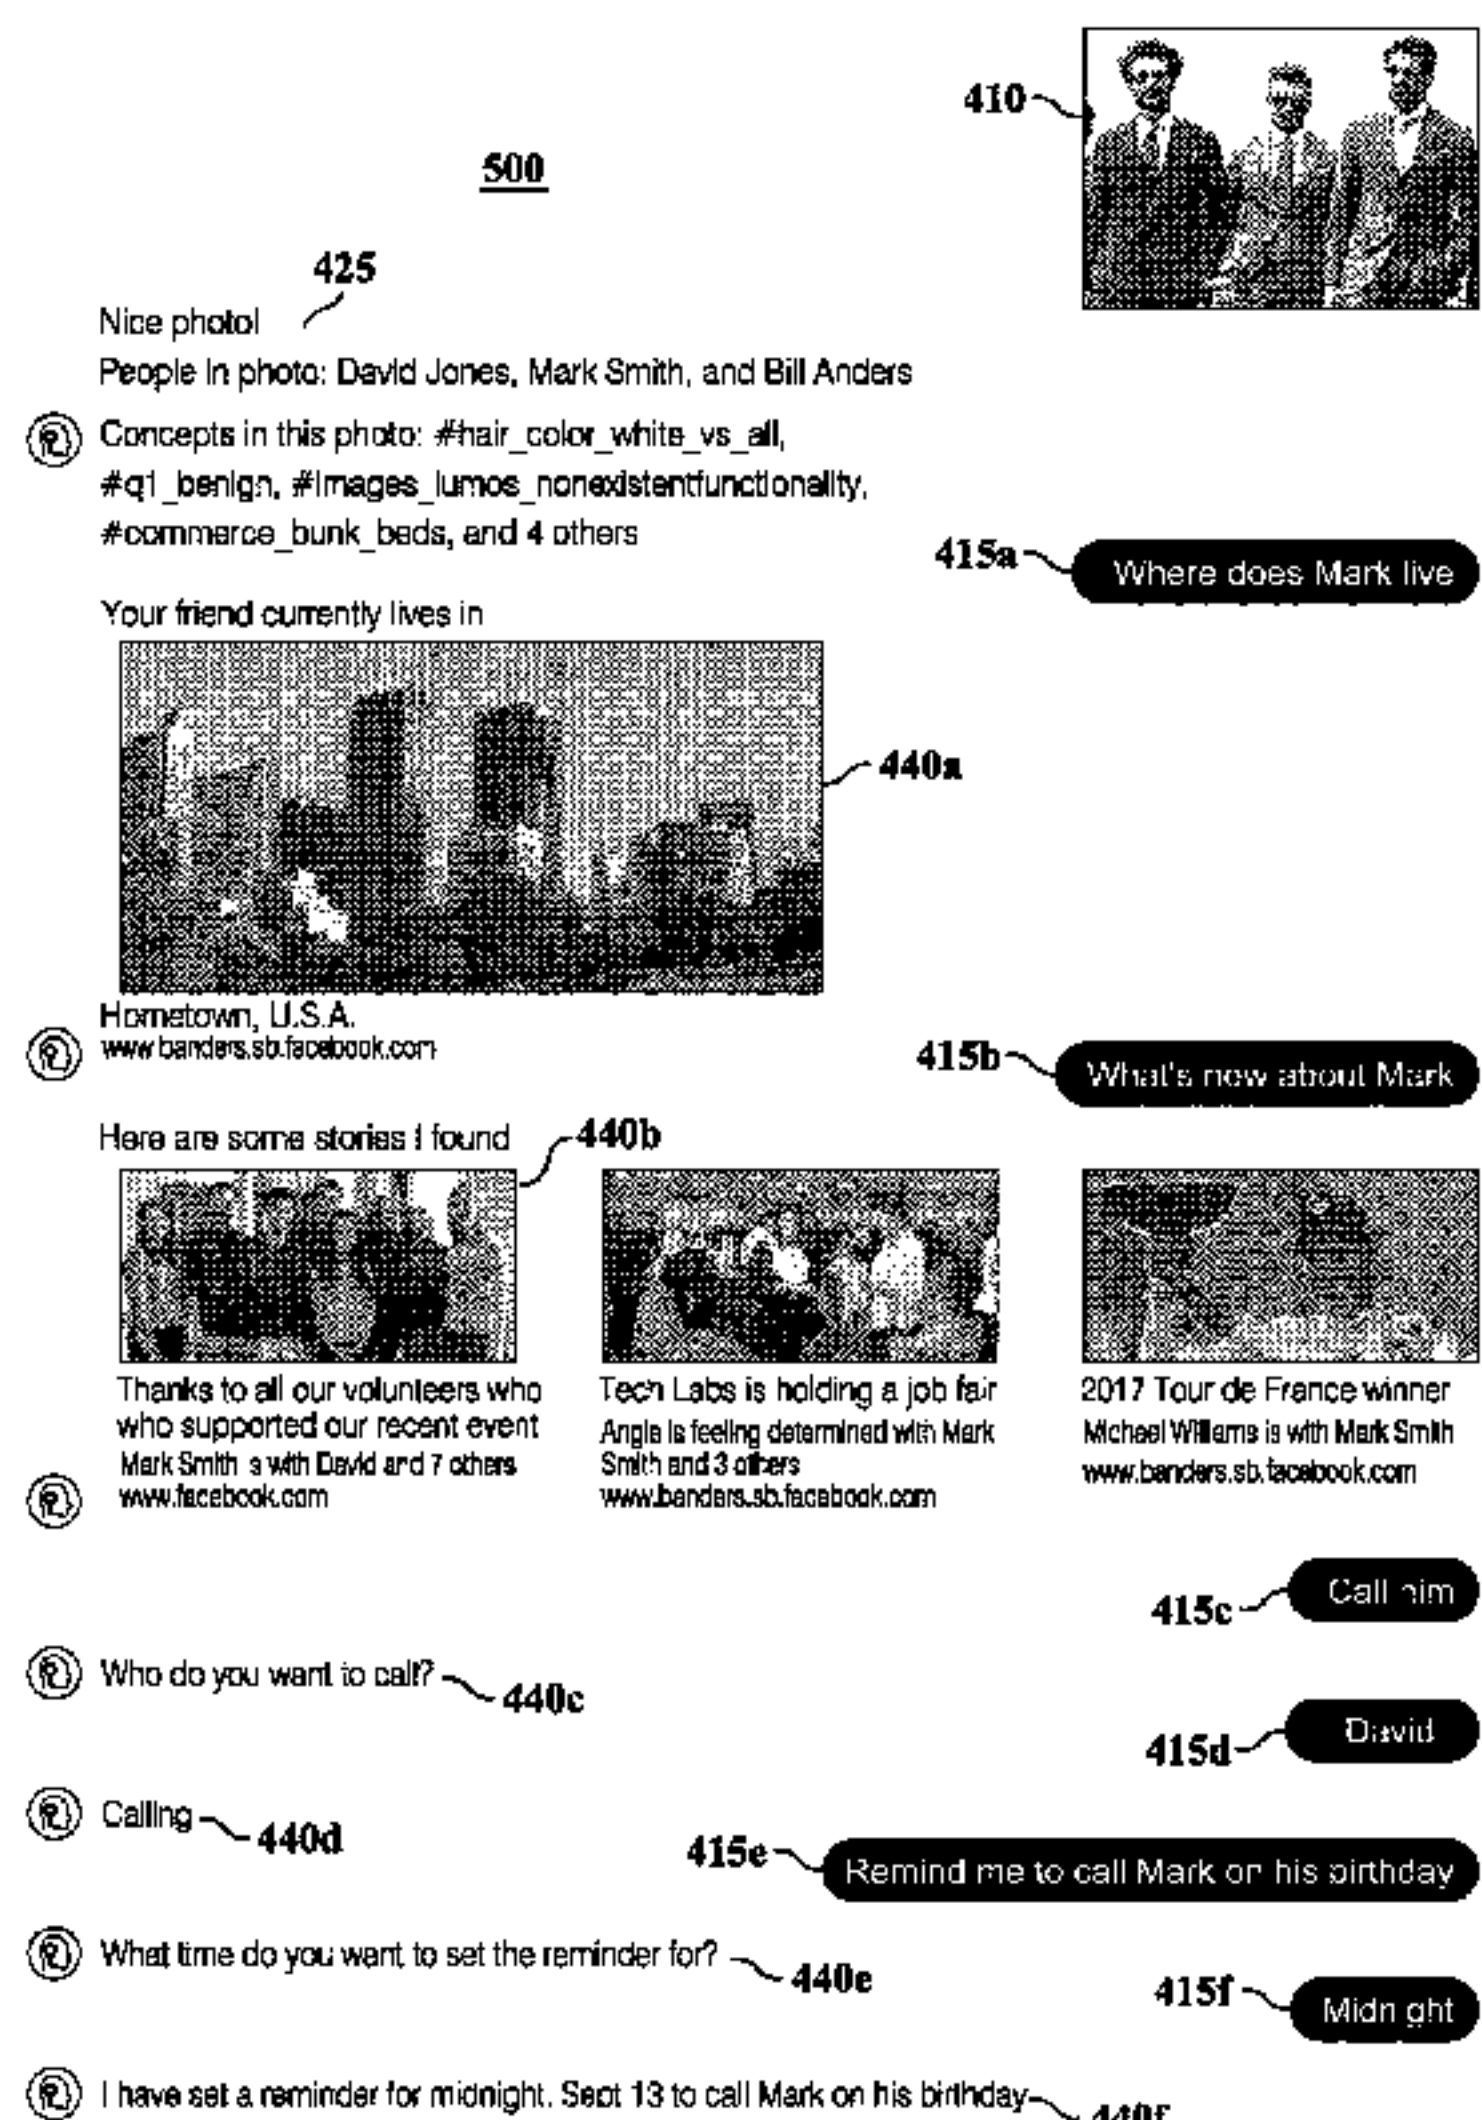 410
500
425
Nice photo!
People in photo: David Jones, Mark Smith, and Bill Anders
Concepts in this photo: #hair_color_white_vs_all,
#q1_benign, #images_lumos_nonexistentfunctionality,
#commerce_bunk_beds, and 4 others
415a
Where does Mark live
Your friend currently lives in
440a
Hometown, U.S.A.
www.banders.sb.facebook.com
415b
What's new about Mark
Here are some stories I found
440b
Thanks to all our volunteers who
who supported our recent event
Mark Smith is with David and 7 others
www.facebook.com
Tech Labs is holding a job fair
Angie is feeling determined with Mark
Smith and 3 others
www.banders.sb.facebook.com
2017 Tour de France winner
Michael Williams is with Mark Smith
www.banders.sb.facebook.com
415c
Call him
Who do you want to call?
440c
415d
David
Calling
440d
415e
Remind me to call Mark on his birthday
What time do you want to set the reminder for?
440e
415f
Midnight
I have set a reminder for midnight. Sept 13 to call Mark on his birthday
440f